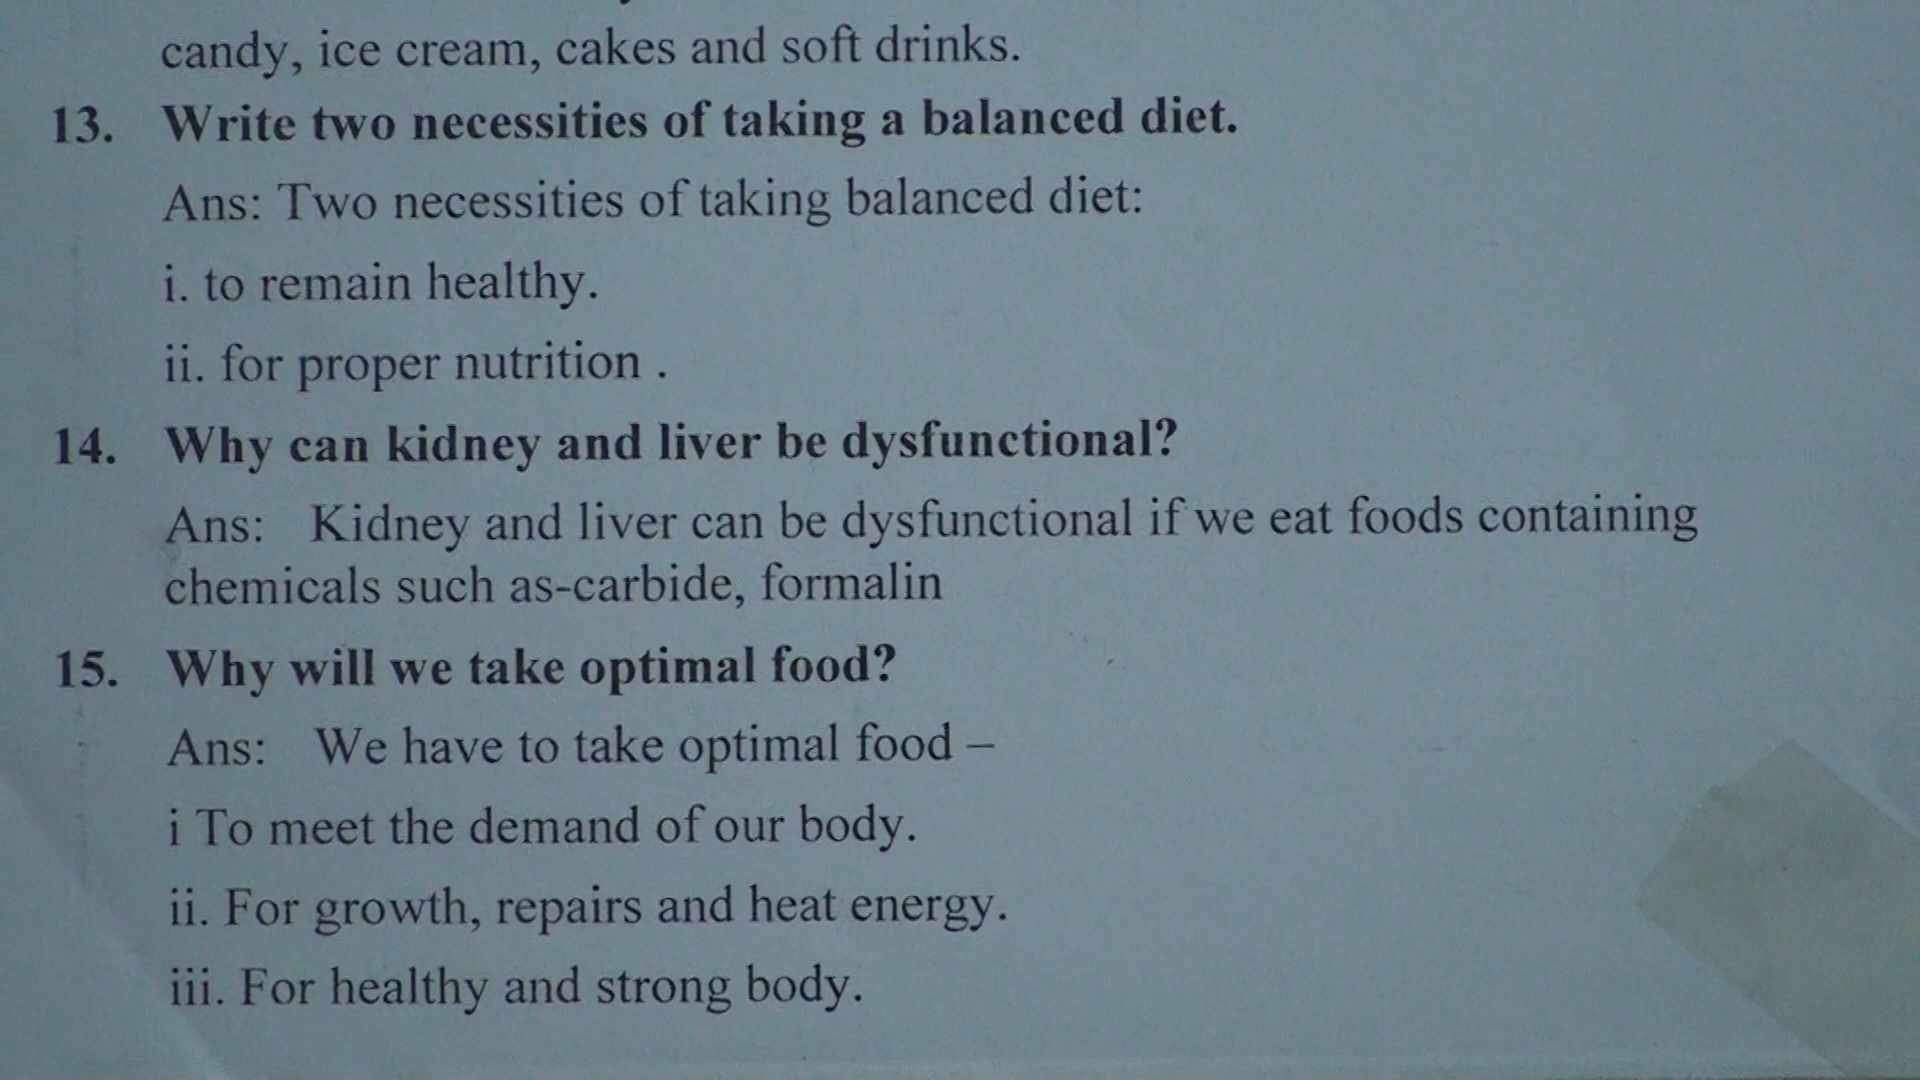 candy, ice cream, cakes and soft drinks.
13. Write two necessities of taking a balanced diet.
Ans: Two necessities of taking balanced diet:
i. to remain healthy.
ii. for proper nutrition .
14. Why can kidney and liver be dysfunctional?
Ans: Kidney and liver can be dysfunctional if we eat foods containing
chemicals such as-carbide, formalin
15. Why will we take optimal food?
Ans: We have to take optimal food –
i To meet the demand of our body.
ii. For growth, repairs and heat energy.
iii. For healthy and strong body.